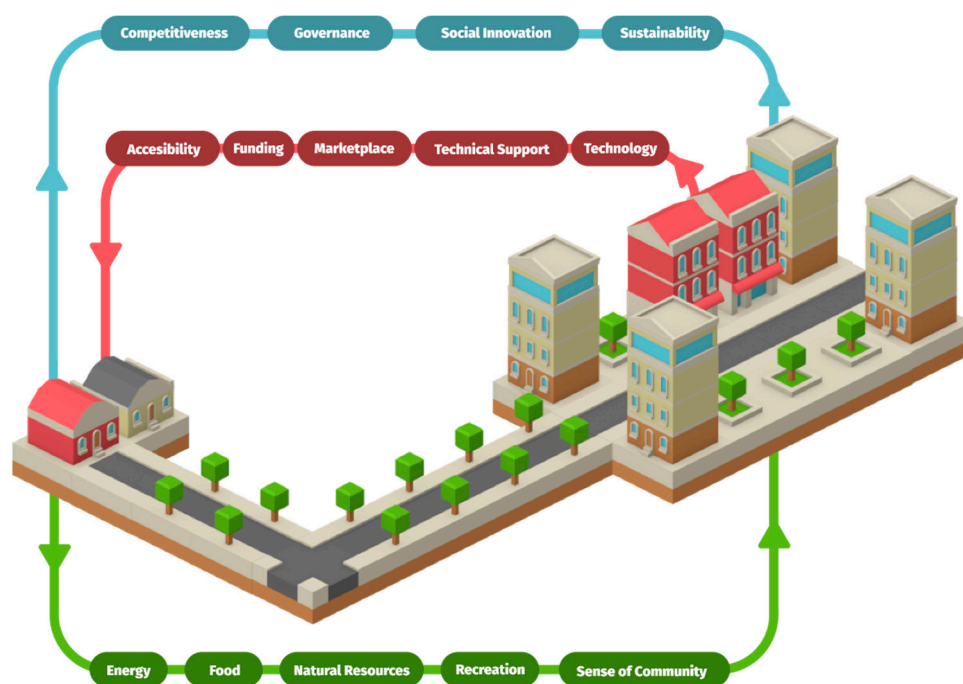 Competitiveness
Governance
Social Innovation
Sustainability
Accesibility
Funding
Marketplace
Technical Support
Technology
Energy
Food
Natural Resources
Recreation
Sense of Community